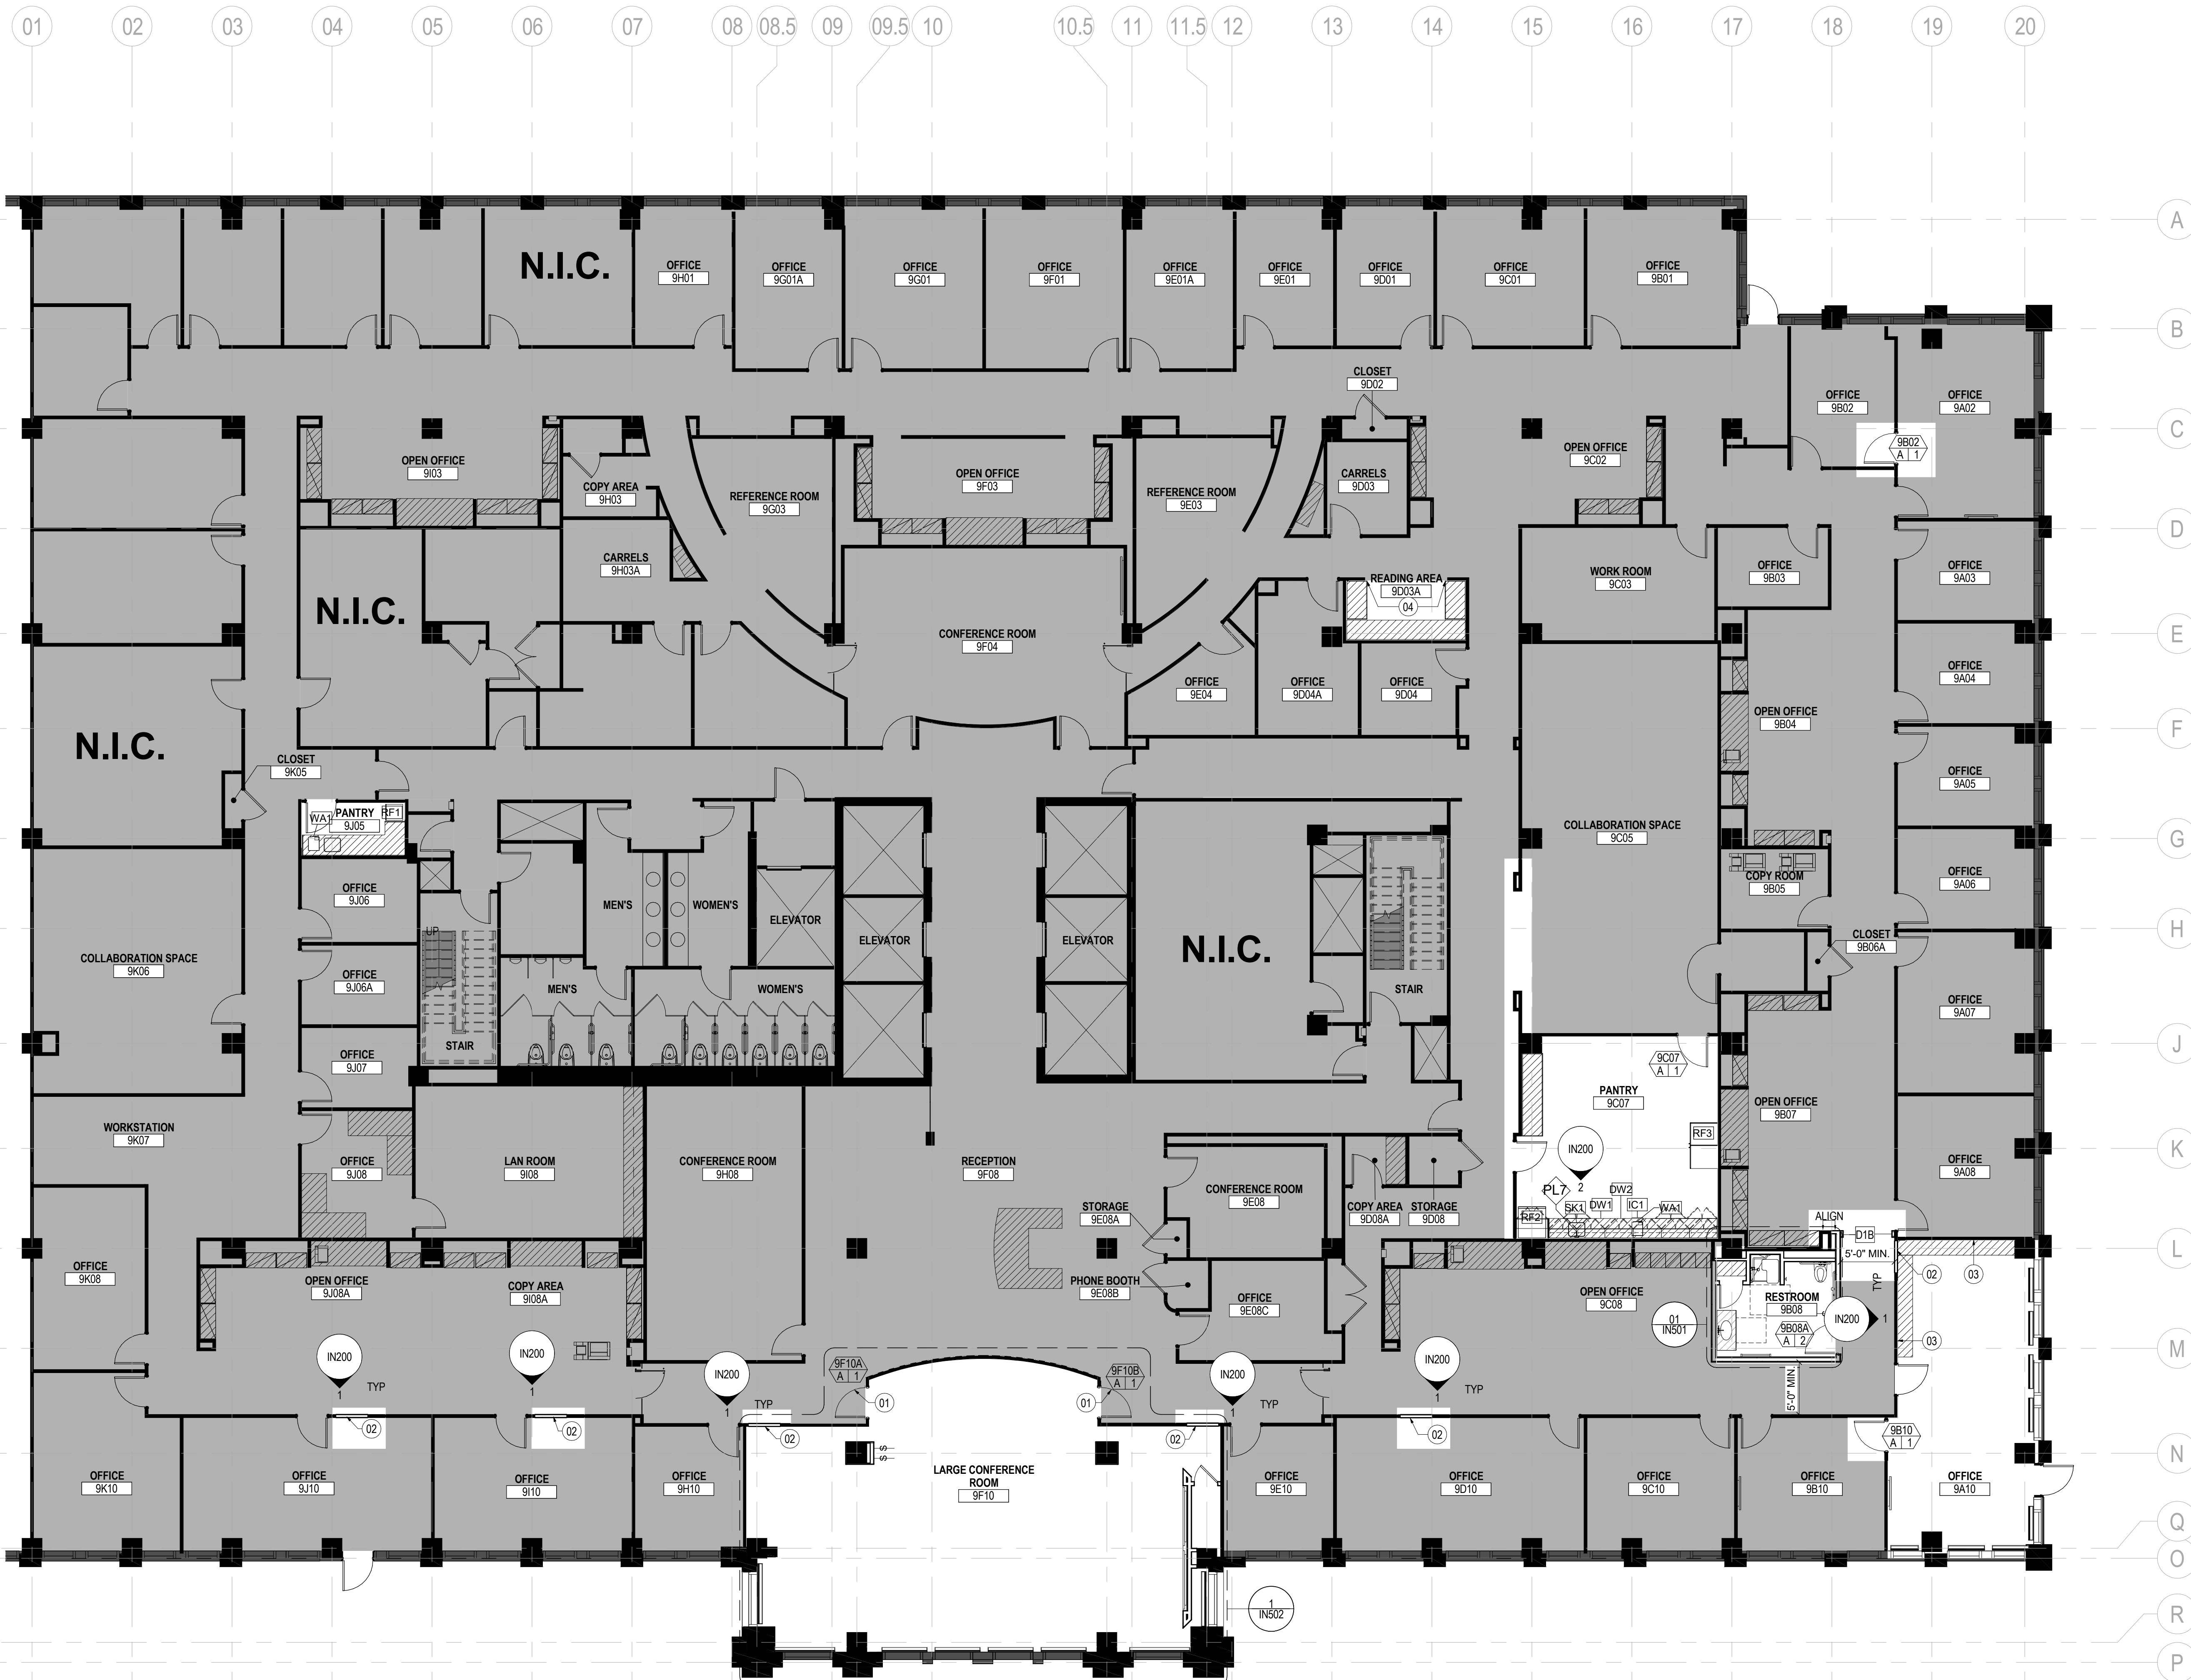 01 02 03 04 05 06 07 08 08.5 09 09.5 10 10.5 11 11.5 12 13 14 15 16 17 18 19 20
A
N.I.C.
OFFICE
9H01
OFFICE
9G01A
OFFICE
9G01
OFFICE
9F01
OFFICE
9E01A
OFFICE
9E01
OFFICE
9D01
OFFICE
9C01
OFFICE
9B01
B
CLOSET
9D02
OFFICE
9B02
OFFICE
9A02
C
9B02
A 1
OPEN OFFICE
9I03
COPY AREA
9H03
REFERENCE ROOM
9G03
OPEN OFFICE
9F03
REFERENCE ROOM
9E03
CARRELS
9D03
OPEN OFFICE
9C02
D
CARRELS
9H03A
N.I.C.
READING AREA
9D03A
04
WORK ROOM
9C03
OFFICE
9B03
OFFICE
9A03
E
CONFERENCE ROOM
9F04
OFFICE
9E04
OFFICE
9D04A
OFFICE
9D04
OFFICE
9A04
OPEN OFFICE
9B04
F
N.I.C.
CLOSET
9K05
OFFICE
9A05
WA1
PANTRY
9J05
RF1
COLLABORATION SPACE
9C05
G
OFFICE
9J06
MEN'S
WOMEN'S
ELEVATOR
COPY ROOM
9B05
OFFICE
9A06
UP
ELEVATOR
ELEVATOR
N.I.C.
CLOSET
9B06A
H
COLLABORATION SPACE
9K06
OFFICE
9J06A
MEN'S
WOMEN'S
STAIR
OFFICE
9A07
STAIR
OFFICE
9J07
J
9C07
A 1
PANTRY
9C07
WORKSTATION
9K07
OPEN OFFICE
9B07
RF3
K
OFFICE
9J08
LAN ROOM
9I08
CONFERENCE ROOM
9H08
RECEPTION
9F08
IN200
2
OFFICE
9A08
CONFERENCE ROOM
9E08
STORAGE
9E08A
COPY AREA
9D08A
STORAGE
9D08
PL7
RF2
SK1
DW1
DW2
IC1
WA1
ALIGN
D1B
5'-0" MIN.
L
OFFICE
9K08
OPEN OFFICE
9J08A
COPY AREA
9I08A
PHONE BOOTH
9E08B
OFFICE
9E08C
OPEN OFFICE
9C08
TYP
02
03
RESTROOM
9B08
01
IN501
9B08A
A 2
IN200
1
03
M
IN200
1
TYP
IN200
1
IN200
1
TYP
9F10A
A 1
01
9F10B
A 1
01
IN200
1
TYP
IN200
1
TYP
5'-0" MIN.
02
02
02
02
02
9B10
A 1
N
S
S
OFFICE
9K10
OFFICE
9J10
OFFICE
9I10
OFFICE
9H10
LARGE CONFERENCE
ROOM
9F10
OFFICE
9E10
OFFICE
9D10
OFFICE
9C10
OFFICE
9B10
OFFICE
9A10
Q
O
1
IN502
R
P